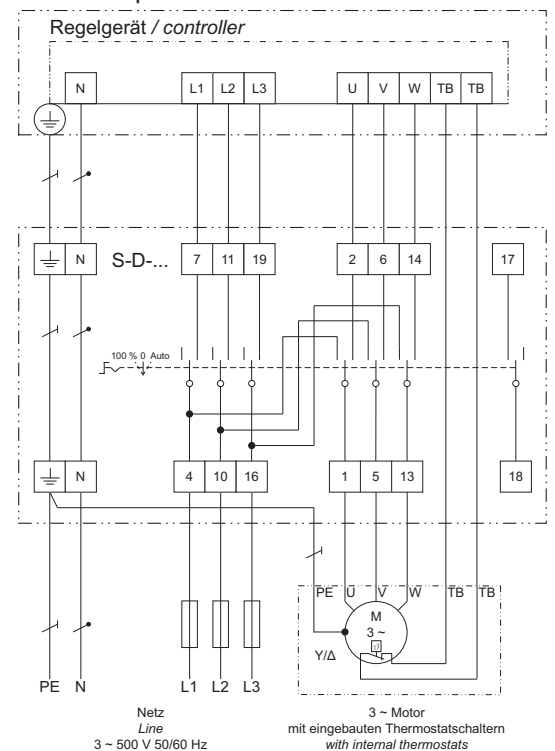 Regelgerät / controller
N L1 L2 L3 U V W TB TB
N S-D-... 7 11 19 2 6 14 17
100 % 0 Auto
N 4 10 16 1 5 13 18
PE U V W TB TB
M
3 ~
Y/Δ
PE N L1 L2 L3
Netz
Line
3 ~ 500 V 50/60 Hz
3 ~ Motor
mit eingebauten Thermostatschaltern
with internal thermostats